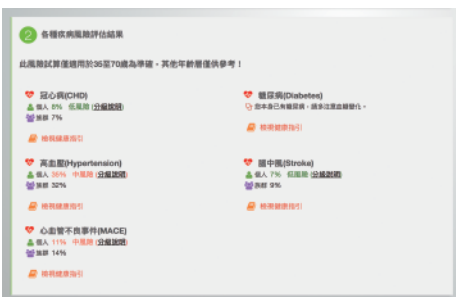 2 各種疾病風險評估結果
此風險試算僅適用於35至70歲為準確，其他年齡層僅供參考！
冠心病(CHD)
個人 8% 低風險 (分級說明)
族群 7%
檢視健康指引
糖尿病(Diabetes)
您本身已有糖尿病，請多注意血糖變化。
檢視健康指引
高血壓(Hypertension)
個人 36% 中風險 (分級說明)
族群 32%
檢視健康指引
腦中風(Stroke)
個人 7% 低風險 (分級說明)
族群 9%
檢視健康指引
心血管不良事件(MACE)
個人 11% 中風險 (分級說明)
族群 14%
檢視健康指引